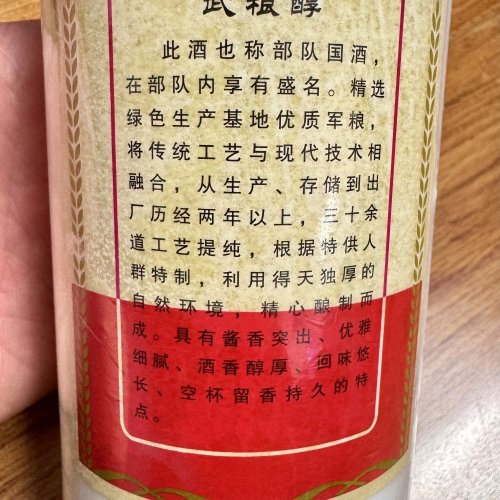 武粮醇
此酒也称部队国酒，
在部队内享有盛名。精选
绿色生产基地优质军粮，
将传统工艺与现代技术相
融合，从生产、存储到出
厂历经两年以上，三十余
道工艺提纯，根据特供人
群特制，利用得天独厚的
自然环境，精心酿制而
成。具有酱香突出、优雅
细腻、酒香醇厚、回味悠
长、空杯留香持久的特
点。